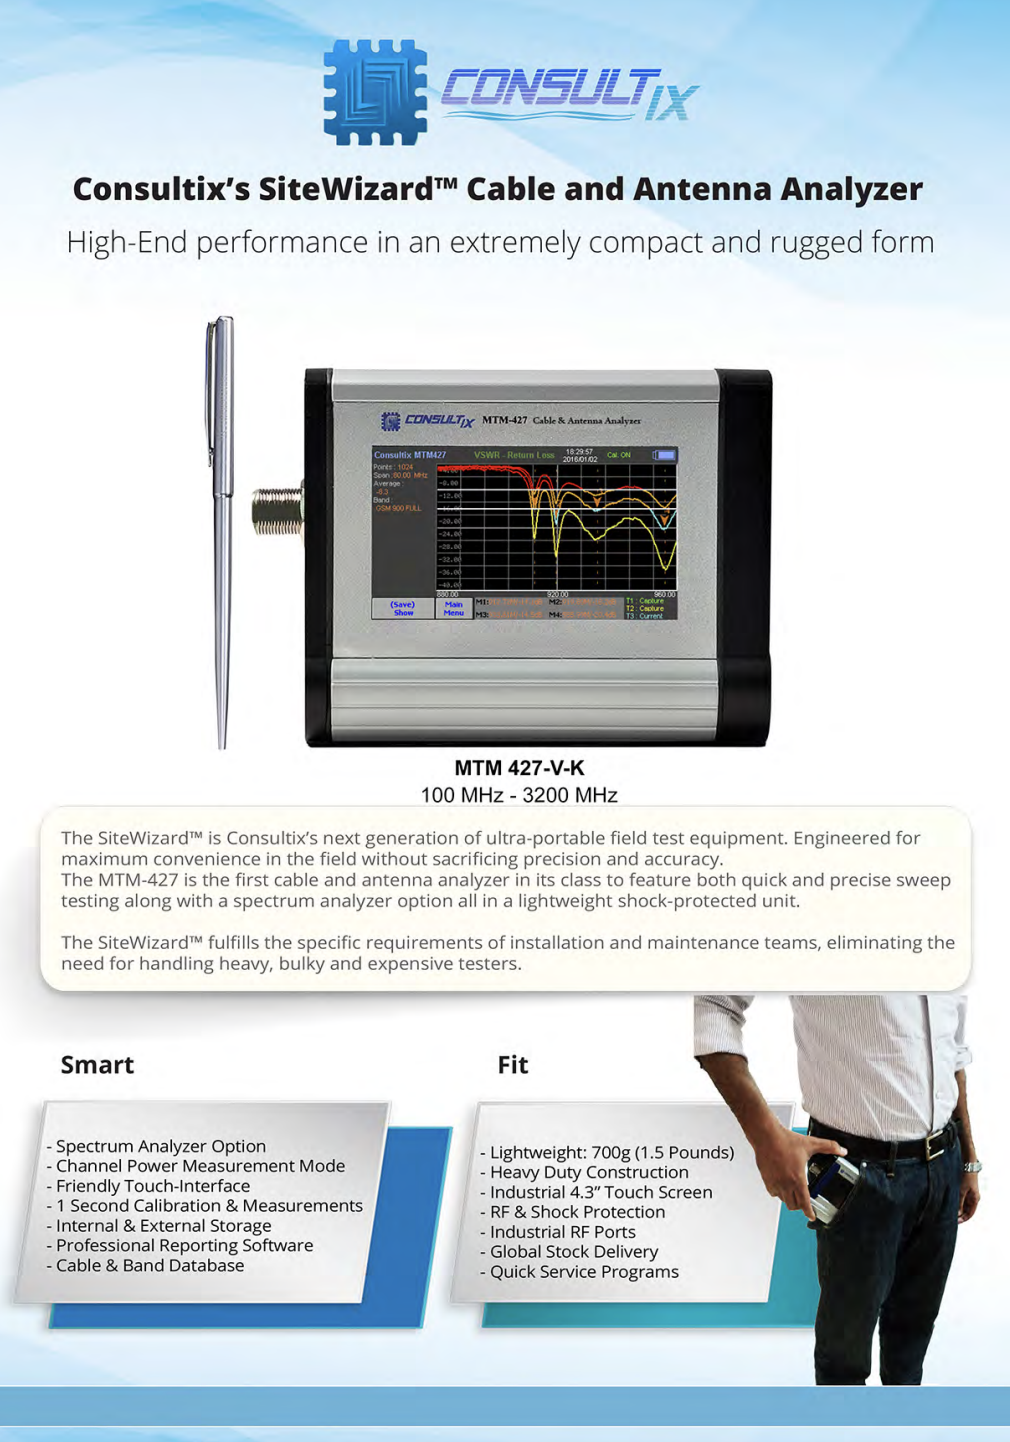 CONSULTIX
Consultix’s SiteWizard™ Cable and Antenna Analyzer
High-End performance in an extremely compact and rugged form
CONSULTIX MTM-427 Cable & Antenna Analyzer
Consultix MTM427 VSWR - Return Loss 18:29:57 Cal. ON
2016/01/02
Points : 1024
Span : 80.00 MHz
Average :
Band :
GSM 900 FULL
-8.00
-12.00
-20.00
-24.00
-28.00
-32.00
-36.00
-40.00
880.00 920.00 960.00
(Save) Main M1: M2: T1 : Capture
Show Menu T2 : Capture
M3: M4: T3 : Current
MTM 427-V-K
100 MHz - 3200 MHz
The SiteWizard™ is Consultix’s next generation of ultra-portable field test equipment. Engineered for
maximum convenience in the field without sacrificing precision and accuracy.
The MTM-427 is the first cable and antenna analyzer in its class to feature both quick and precise sweep
testing along with a spectrum analyzer option all in a lightweight shock-protected unit.
The SiteWizard™ fulfills the specific requirements of installation and maintenance teams, eliminating the
need for handling heavy, bulky and expensive testers.
Smart
- Spectrum Analyzer Option
- Channel Power Measurement Mode
- Friendly Touch-Interface
- 1 Second Calibration & Measurements
- Internal & External Storage
- Professional Reporting Software
- Cable & Band Database
Fit
- Lightweight: 700g (1.5 Pounds)
- Heavy Duty Construction
- Industrial 4.3” Touch Screen
- RF & Shock Protection
- Industrial RF Ports
- Global Stock Delivery
- Quick Service Programs